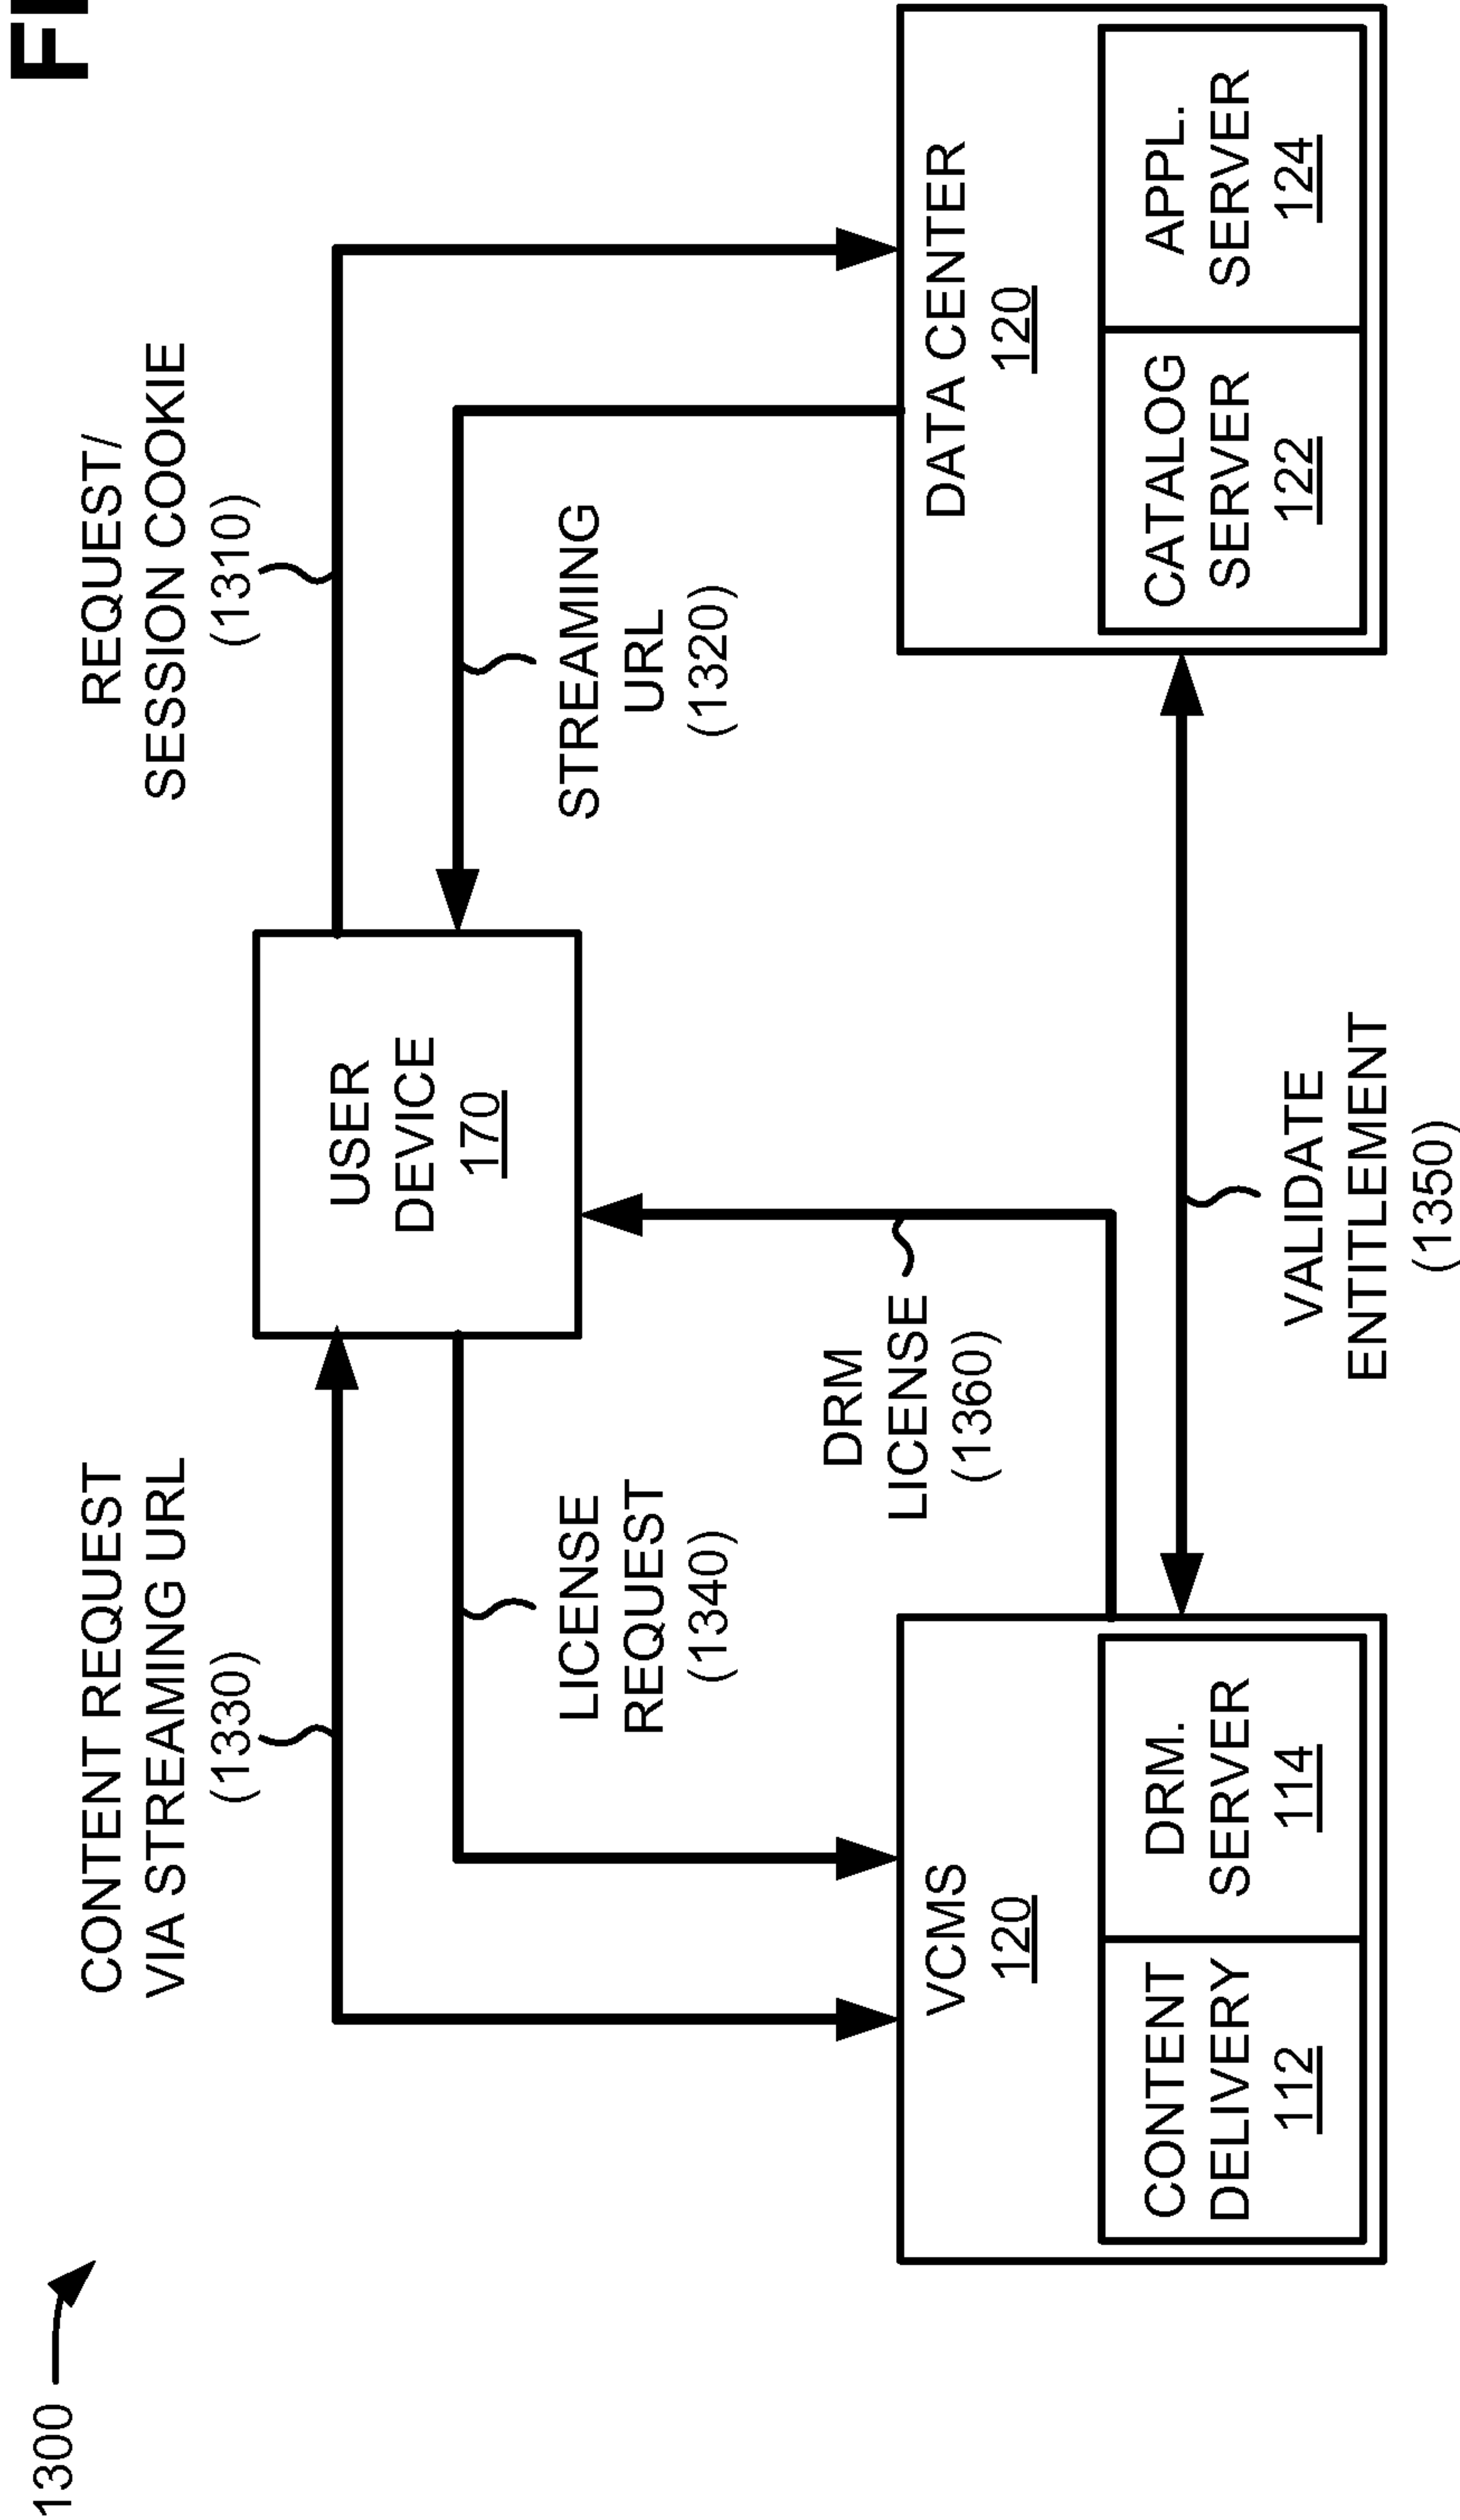 FI
1300
CONTENT REQUEST
VIA STREAMING URL
(1330)
REQUEST/
SESSION COOKIE
(1310)
USER
DEVICE
170
LICENSE
REQUEST
(1340)
STREAMING
URL
(1320)
DRM
LICENSE
(1360)
VCMS
120
CONTENT
DELIVERY
112
DRM.
SERVER
114
DATA CENTER
120
CATALOG
SERVER
122
APPL.
SERVER
124
VALIDATE
ENTITLEMENT
(1350)